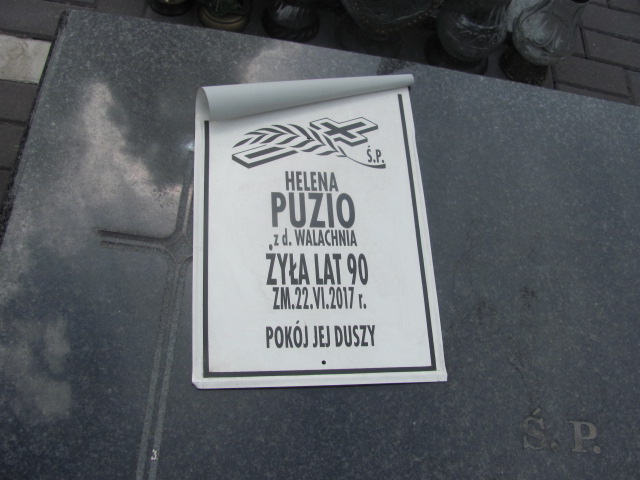 Ś.P.
HELENA
PUZIO
z d. WALACHNIA
ŻYŁA LAT 90
ZM.22.VI.2017 r.
POKÓJ JEJ DUSZY
Ś. P.